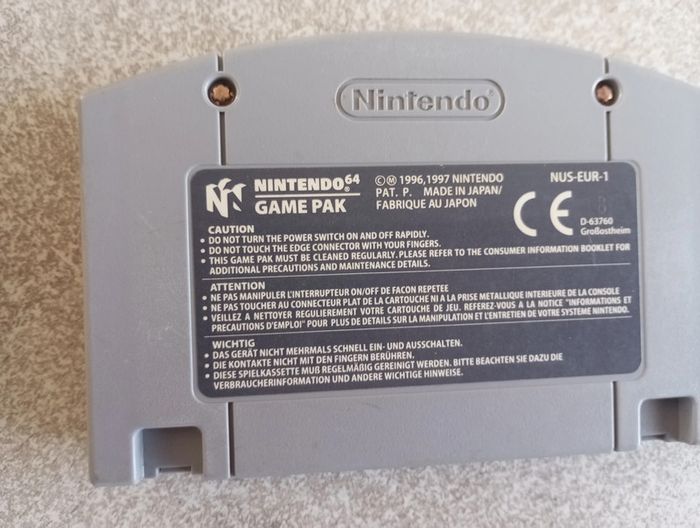 Nintendo®
NINTENDO64
GAME PAK
©Ⓜ 1996,1997 NINTENDO
PAT. P. MADE IN JAPAN/
FABRIQUE AU JAPON
NUS-EUR-1
CE
D-63760
Großostheim
CAUTION
• DO NOT TURN THE POWER SWITCH ON AND OFF RAPIDLY.
• DO NOT TOUCH THE EDGE CONNECTOR WITH YOUR FINGERS.
• THIS GAME PAK MUST BE CLEANED REGULARLY. PLEASE REFER TO THE CONSUMER INFORMATION BOOKLET FOR
ADDITIONAL PRECAUTIONS AND MAINTENANCE DETAILS.
ATTENTION
• NE PAS MANIPULER L'INTERRUPTEUR ON/OFF DE FACON REPETEE
• NE PAS TOUCHER AU CONNECTEUR PLAT DE LA CARTOUCHE NI A LA PRISE METALLIQUE INTERIEURE DE LA CONSOLE
• VEILLEZ A NETTOYER REGULIEREMENT VOTRE CARTOUCHE DE JEU. REFEREZ-VOUS A LA NOTICE "INFORMATIONS ET
PRECAUTIONS D'EMPLOI" POUR PLUS DE DETAILS SUR LA MANIPULATION ET L'ENTRETIEN DE VOTRE SYSTEME NINTENDO.
WICHTIG
• DAS GERÄT NICHT MEHRMALS SCHNELL EIN- UND AUSSCHALTEN.
• DIE KONTAKTE NICHT MIT DEN FINGERN BERÜHREN.
• DIESE SPIELKASSETTE MUß REGELMÄßIG GEREINIGT WERDEN. BITTE BEACHTEN SIE DAZU DIE
VERBRAUCHERINFORMATION UND ANDERE WICHTIGE HINWEISE.